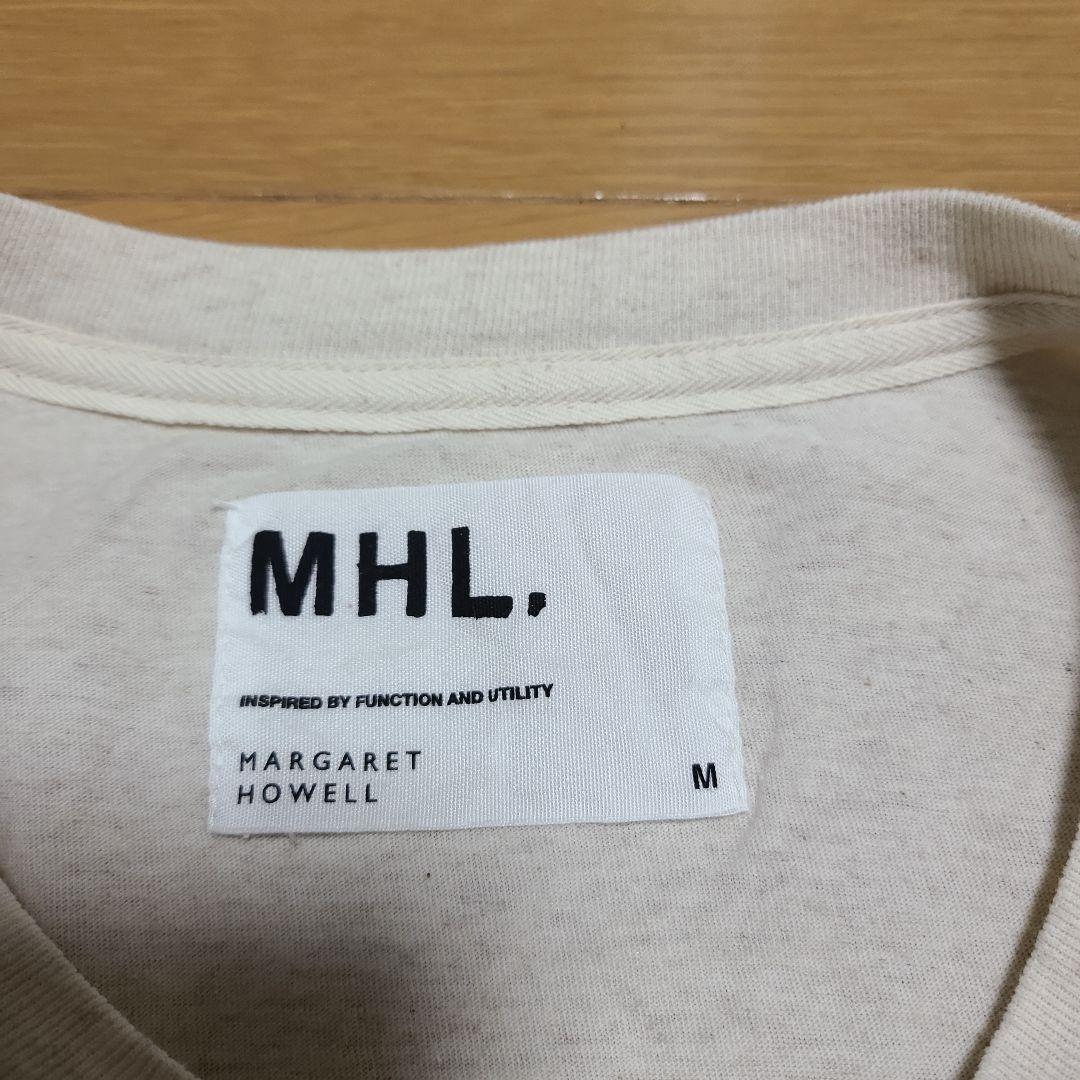 MHL.
INSPIRED BY FUNCTION AND UTILITY
MARGARET
HOWELL
M